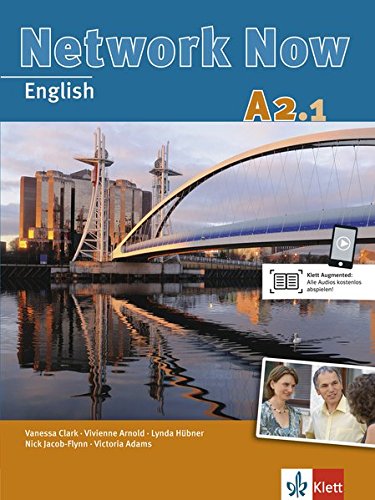 Network Now
English
A2.1
Klett Augmented:
Alle Audios kostenlos
abspielen!
Vanessa Clark · Vivienne Arnold · Lynda Hübner
Nick Jacob-Flynn · Victoria Adams
Klett